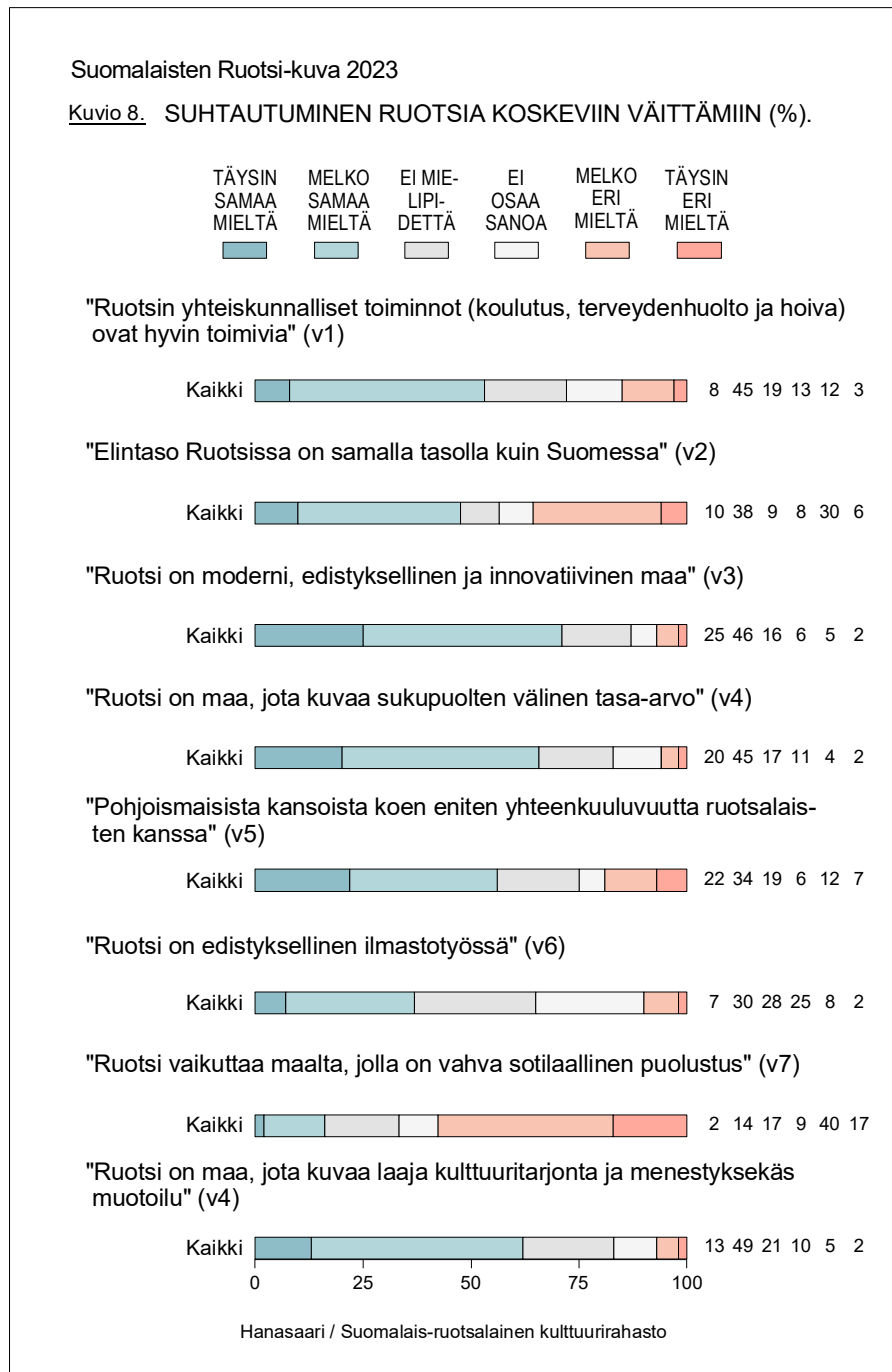 Suomalaisten Ruotsi-kuva 2023
Kuvio 8. SUHTAUTUMINEN RUOTSIA KOSKEVIIN VÄITTÄMIIN (%).
TÄYSIN MELKO EI MIE- EI MELKO TÄYSIN
SAMAA SAMAA LIPI- OSAA ERI ERI
MIELTÄ MIELTÄ DETTÄ SANOA MIELTÄ MIELTÄ
"Ruotsin yhteiskunnalliset toiminnot (koulutus, terveydenhuolto ja hoiva)
ovat hyvin toimivia" (v1)
Kaikki 8 45 19 13 12 3
"Elintaso Ruotsissa on samalla tasolla kuin Suomessa" (v2)
Kaikki 10 38 9 8 30 6
"Ruotsi on moderni, edistyksellinen ja innovatiivinen maa" (v3)
Kaikki 25 46 16 6 5 2
"Ruotsi on maa, jota kuvaa sukupuolten välinen tasa-arvo" (v4)
Kaikki 20 45 17 11 4 2
"Pohjoismaisista kansoista koen eniten yhteenkuuluvuutta ruotsalais-
ten kanssa" (v5)
Kaikki 22 34 19 6 12 7
"Ruotsi on edistyksellinen ilmastotyössä" (v6)
Kaikki 7 30 28 25 8 2
"Ruotsi vaikuttaa maalta, jolla on vahva sotilaallinen puolustus" (v7)
Kaikki 2 14 17 9 40 17
"Ruotsi on maa, jota kuvaa laaja kulttuuritarjonta ja menestyksekäs
muotoilu" (v4)
Kaikki 13 49 21 10 5 2
0 25 50 75 100
Hanasaari / Suomalais-ruotsalainen kulttuurirahasto